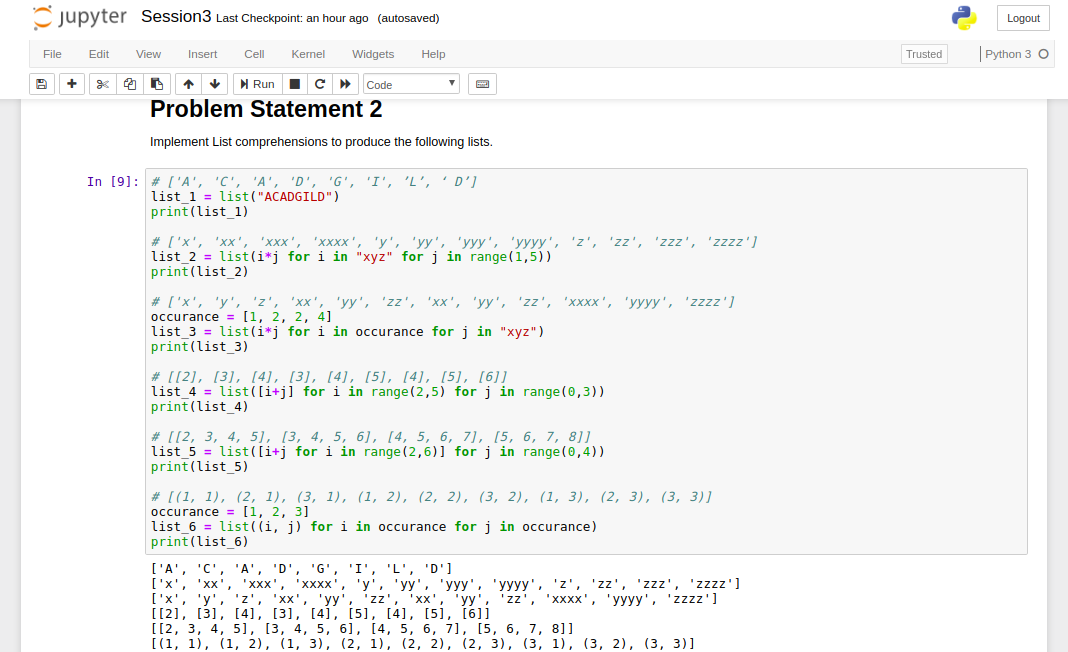 jupyter Session3 Last Checkpoint: an hour ago (autosaved) Logout
File Edit View Insert Cell Kernel Widgets Help Trusted Python 3
Run Code
Problem Statement 2
Implement List comprehensions to produce the following lists.
In [9]:
# ['A', 'C', 'A', 'D', 'G', 'I', ’L’, ‘ D’]
list_1 = list("ACADGILD")
print(list_1)
# ['x', 'xx', 'xxx', 'xxxx', 'y', 'yy', 'yyy', 'yyyy', 'z', 'zz', 'zzz', 'zzzz']
list_2 = list(i*j for i in "xyz" for j in range(1,5))
print(list_2)
# ['x', 'y', 'z', 'xx', 'yy', 'zz', 'xx', 'yy', 'zz', 'xxxx', 'yyyy', 'zzzz']
occurance = [1, 2, 2, 4]
list_3 = list(i*j for i in occurance for j in "xyz")
print(list_3)
# [[2], [3], [4], [3], [4], [5], [4], [5], [6]]
list_4 = list([i+j] for i in range(2,5) for j in range(0,3))
print(list_4)
# [[2, 3, 4, 5], [3, 4, 5, 6], [4, 5, 6, 7], [5, 6, 7, 8]]
list_5 = list([i+j for i in range(2,6)] for j in range(0,4))
print(list_5)
# [(1, 1), (2, 1), (3, 1), (1, 2), (2, 2), (3, 2), (1, 3), (2, 3), (3, 3)]
occurance = [1, 2, 3]
list_6 = list((i, j) for i in occurance for j in occurance)
print(list_6)
['A', 'C', 'A', 'D', 'G', 'I', 'L', 'D']
['x', 'xx', 'xxx', 'xxxx', 'y', 'yy', 'yyy', 'yyyy', 'z', 'zz', 'zzz', 'zzzz']
['x', 'y', 'z', 'xx', 'yy', 'zz', 'xx', 'yy', 'zz', 'xxxx', 'yyyy', 'zzzz']
[[2], [3], [4], [3], [4], [5], [4], [5], [6]]
[[2, 3, 4, 5], [3, 4, 5, 6], [4, 5, 6, 7], [5, 6, 7, 8]]
[(1, 1), (1, 2), (1, 3), (2, 1), (2, 2), (2, 3), (3, 1), (3, 2), (3, 3)]